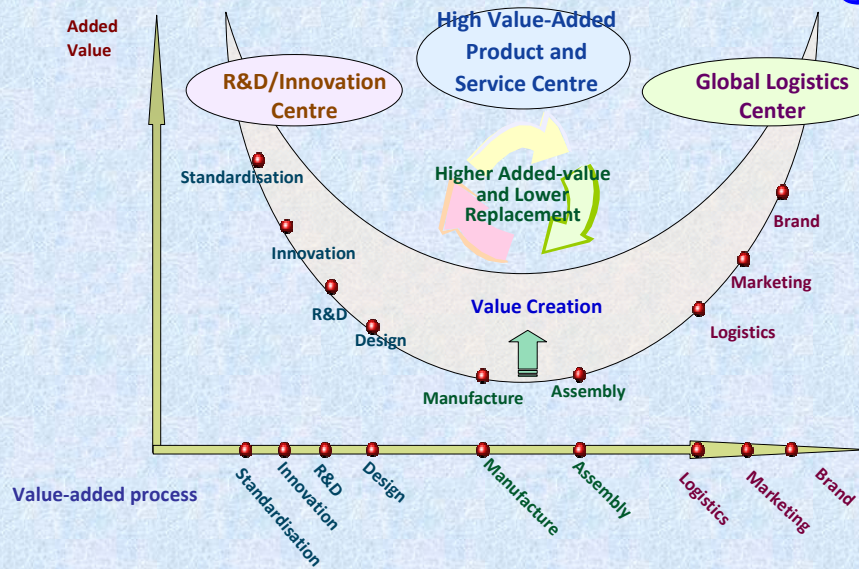 Added
Value
High Value-Added
Product and
Service Centre
R&D/Innovation
Centre
Global Logistics
Center
Higher Added-value
and Lower
Replacement
Standardisation
Innovation
R&D
Design
Value Creation
Manufacture
Assembly
Brand
Marketing
Logistics
Value-added process
Standardisation
Innovation
R&D
Design
Manufacture
Assembly
Logistics
Marketing
Brand